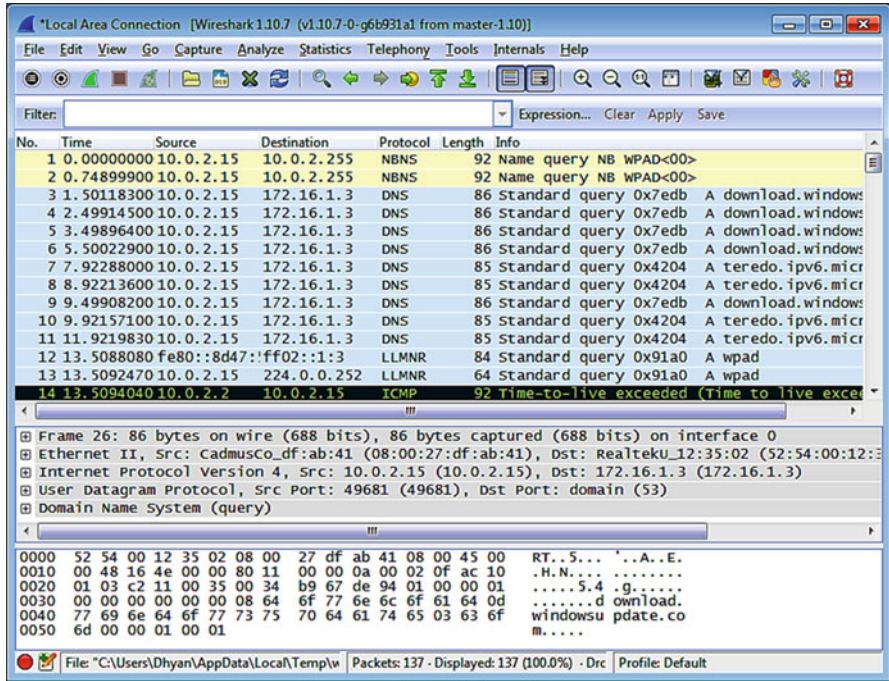 *Local Area Connection [Wireshark 1.10.7 (v1.10.7-0-g6b931a1 from master-1.10)]
File Edit View Go Capture Analyze Statistics Telephony Tools Internals Help
Filter: Expression... Clear Apply Save
No. Time Source Destination Protocol Length Info
1 0.00000000 10.0.2.15 10.0.2.255 NBNS 92 Name query NB WPAD<00>
2 0.74899900 10.0.2.15 10.0.2.255 NBNS 92 Name query NB WPAD<00>
3 1.50118300 10.0.2.15 172.16.1.3 DNS 86 Standard query 0x7edb A download.windows
4 2.49914500 10.0.2.15 172.16.1.3 DNS 86 Standard query 0x7edb A download.windows
5 3.49896400 10.0.2.15 172.16.1.3 DNS 86 Standard query 0x7edb A download.windows
6 5.50022900 10.0.2.15 172.16.1.3 DNS 86 Standard query 0x7edb A download.windows
7 7.92288000 10.0.2.15 172.16.1.3 DNS 85 Standard query 0x4204 A teredo.ipv6.micr
8 8.92213600 10.0.2.15 172.16.1.3 DNS 85 Standard query 0x4204 A teredo.ipv6.micr
9 9.49908200 10.0.2.15 172.16.1.3 DNS 86 Standard query 0x7edb A download.windows
10 9.92157100 10.0.2.15 172.16.1.3 DNS 85 Standard query 0x4204 A teredo.ipv6.micr
11 11.9219830 10.0.2.15 172.16.1.3 DNS 85 Standard query 0x4204 A teredo.ipv6.micr
12 13.5088080 fe80::8d47:!ff02::1:3 LLMNR 84 Standard query 0x91a0 A wpad
13 13.5092470 10.0.2.15 224.0.0.252 LLMNR 64 Standard query 0x91a0 A wpad
14 13.5094040 10.0.2.2 10.0.2.15 ICMP 92 Time-to-live exceeded (Time to live excee
Frame 26: 86 bytes on wire (688 bits), 86 bytes captured (688 bits) on interface 0
Ethernet II, Src: CadmusCo_df:ab:41 (08:00:27:df:ab:41), Dst: RealtekU_12:35:02 (52:54:00:12:3
Internet Protocol Version 4, Src: 10.0.2.15 (10.0.2.15), Dst: 172.16.1.3 (172.16.1.3)
User Datagram Protocol, Src Port: 49681 (49681), Dst Port: domain (53)
Domain Name System (query)
0000 52 54 00 12 35 02 08 00 27 df ab 41 08 00 45 00 RT..5... '..A..E.
0010 00 48 16 4e 00 00 80 11 00 00 0a 00 02 0f ac 10 .H.N.... ........
0020 01 03 c2 11 00 35 00 34 b9 67 de 94 01 00 00 01 .....5.4 .g......
0030 00 00 00 00 00 00 08 64 6f 77 6e 6c 6f 61 64 0d .......d ownload.
0040 77 69 6e 64 6f 77 73 75 70 64 61 74 65 03 63 6f windowsu pdate.co
0050 6d 00 00 01 00 01 m.....
File: "C:\Users\Dhyan\AppData\Local\Temp\w Packets: 137 · Displayed: 137 (100.0%) · Drc Profile: Default